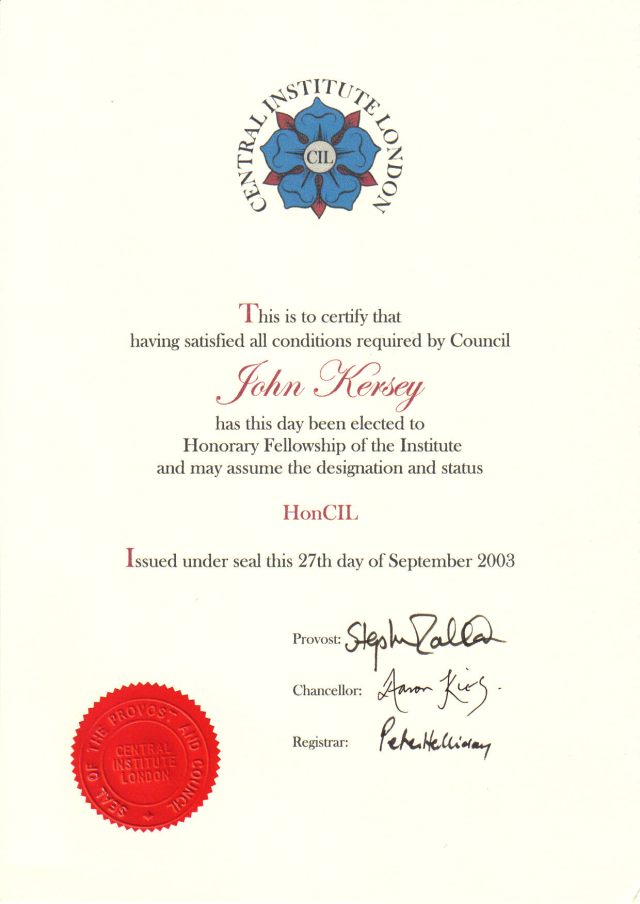 CENTRAL INSTITUTE LONDON
CIL
This is to certify that
having satisfied all conditions required by Council
John Kersey
has this day been elected to
Honorary Fellowship of the Institute
and may assume the designation and status
HonCIL
Issued under seal this 27th day of September 2003
Provost:
Chancellor: Aaron
Registrar: Peter Helliday
SEAL OF THE PROVOST AND COUNCIL
CENTRAL
INSTITUTE
LONDON